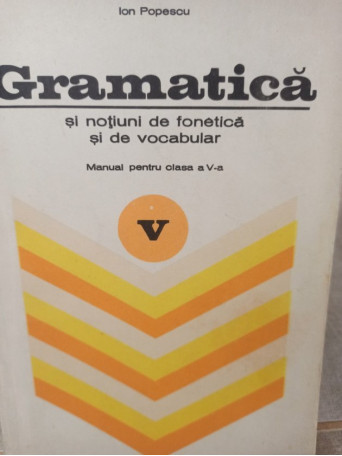 Ion Popescu
Gramatică
și noțiuni de fonetică
și de vocabular
Manual pentru clasa a V-a
V